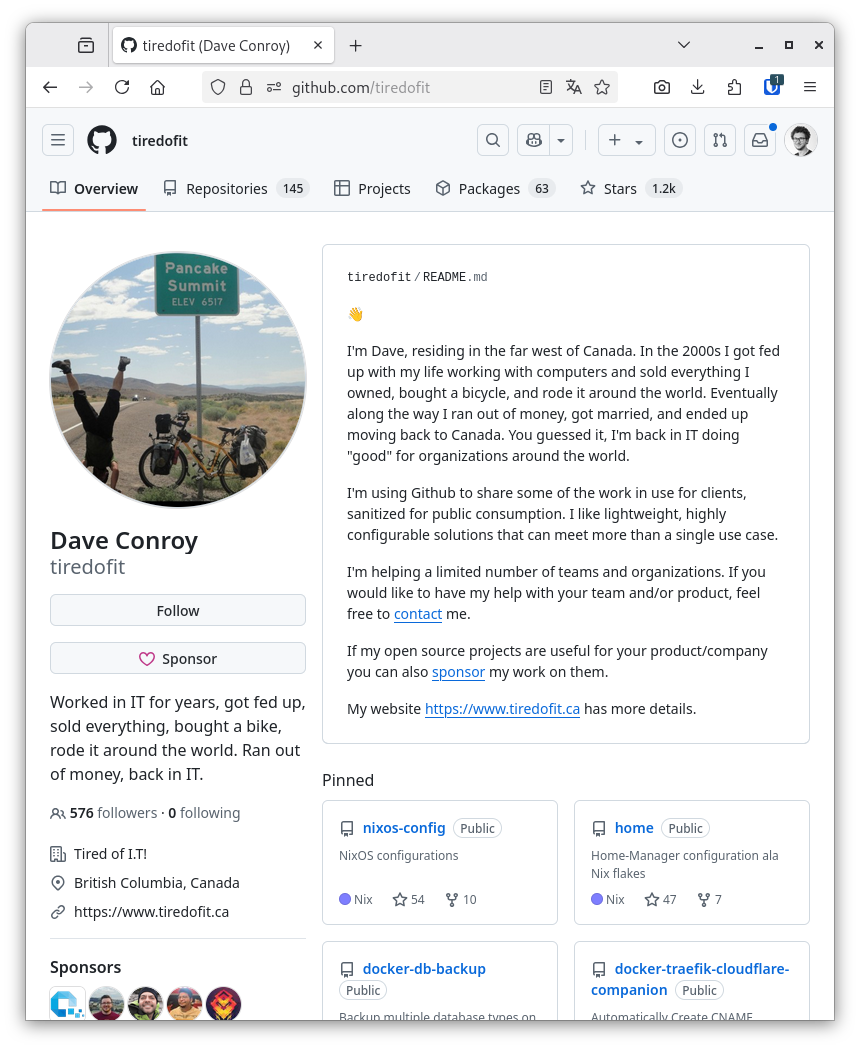 tiredofit (Dave Conroy)
github.com/tiredofit
1
tiredofit
Overview
Repositories 145
Projects
Packages 63
Stars 1.2k
Pancake
Summit
ELEV 6517
Dave Conroy
tiredofit
Follow
Sponsor
Worked in IT for years, got fed up,
sold everything, bought a bike,
rode it around the world. Ran out
of money, back in IT.
576 followers · 0 following
Tired of I.T!
British Columbia, Canada
https://www.tiredofit.ca
Sponsors
tiredofit/README.md
👋
I'm Dave, residing in the far west of Canada. In the 2000s I got fed
up with my life working with computers and sold everything I
owned, bought a bicycle, and rode it around the world. Eventually
along the way I ran out of money, got married, and ended up
moving back to Canada. You guessed it, I'm back in IT doing
"good" for organizations around the world.
I'm using Github to share some of the work in use for clients,
sanitized for public consumption. I like lightweight, highly
configurable solutions that can meet more than a single use case.
I'm helping a limited number of teams and organizations. If you
would like to have my help with your team and/or product, feel
free to contact me.
If my open source projects are useful for your product/company
you can also sponsor my work on them.
My website https://www.tiredofit.ca has more details.
Pinned
nixos-config Public
NixOS configurations
Nix 54 10
home Public
Home-Manager configuration ala
Nix flakes
Nix 47 7
docker-db-backup
Public
Backup multiple database types on
docker-traefik-cloudflare-
companion Public
Automatically Create CNAME